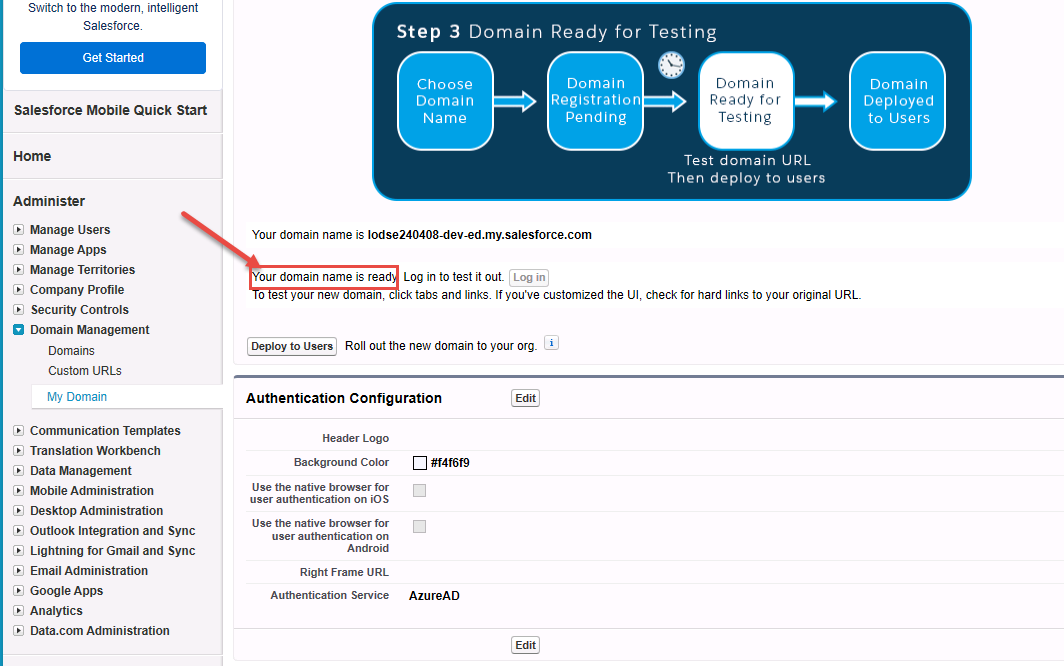 Switch to the modern, intelligent
Salesforce.
Get Started
Salesforce Mobile Quick Start
Home
Administer
Manage Users
Manage Apps
Manage Territories
Company Profile
Security Controls
Domain Management
Domains
Custom URLs
My Domain
Communication Templates
Translation Workbench
Data Management
Mobile Administration
Desktop Administration
Outlook Integration and Sync
Lightning for Gmail and Sync
Email Administration
Google Apps
Analytics
Data.com Administration
Step 3 Domain Ready for Testing
Choose
Domain
Name
Domain
Registration
Pending
Domain
Ready for
Testing
Domain
Deployed
to Users
Test domain URL
Then deploy to users
Your domain name is lodse240408-dev-ed.my.salesforce.com
Your domain name is ready Log in to test it out. Log in
To test your new domain, click tabs and links. If you've customized the UI, check for hard links to your original URL.
Deploy to Users Roll out the new domain to your org. i
Authentication Configuration Edit
Header Logo
Background Color #f4f6f9
Use the native browser for
user authentication on iOS
Use the native browser for
user authentication on
Android
Right Frame URL
Authentication Service AzureAD
Edit